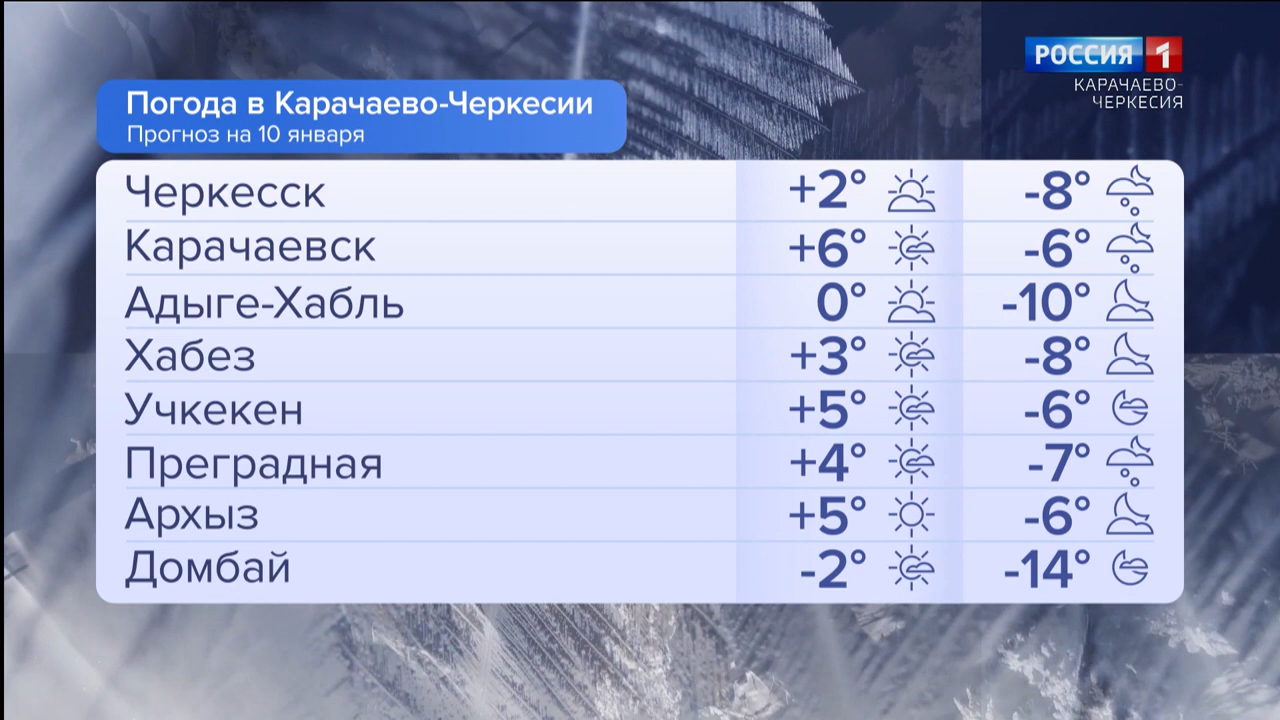 РОССИЯ 1
КАРАЧАЕВО-
ЧЕРКЕСИЯ
Погода в Карачаево-Черкесии
Прогноз на 10 января
Черкесск +2° -8°
Карачаевск +6° -6°
Адыге-Хабль 0° -10°
Хабез +3° -8°
Учкекен +5° -6°
Преградная +4° -7°
Архыз +5° -6°
Домбай -2° -14°